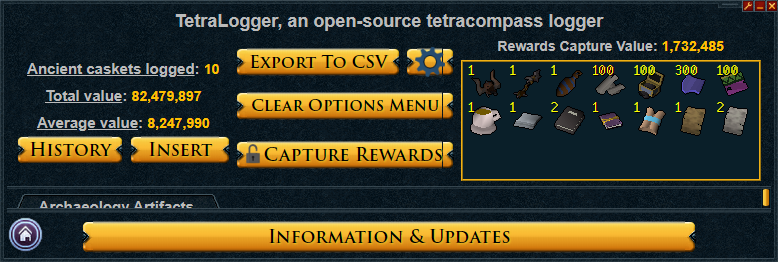 TetraLogger, an open-source tetracompass logger
Ancient caskets logged: 10
Total value: 82,479,897
Average value: 8,247,990
History
Insert
Export To CSV
Clear Options Menu
Capture Rewards
Rewards Capture Value: 1,732,485
1 1 1 100 100 300 100
1 1 2 1 1 1 2
Archaeology Artifacts
Information & Updates